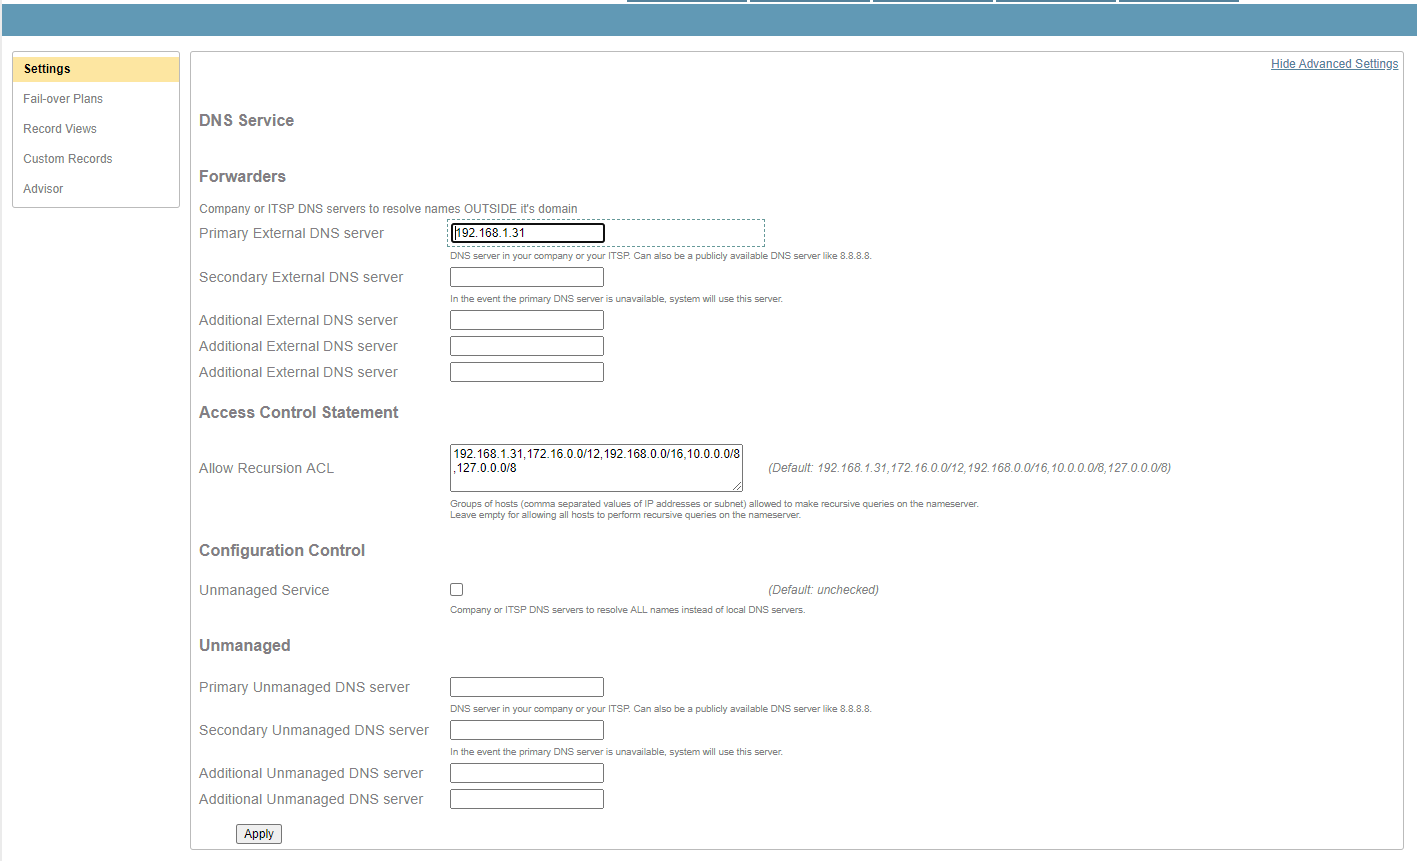 Hide Advanced Settings
Settings
Fail-over Plans
Record Views
Custom Records
Advisor
DNS Service
Forwarders
Company or ITSP DNS servers to resolve names OUTSIDE it's domain
Primary External DNS server
192.168.1.31
DNS server in your company or your ITSP. Can also be a publicly available DNS server like 8.8.8.8.
Secondary External DNS server
In the event the primary DNS server is unavailable, system will use this server.
Additional External DNS server
Additional External DNS server
Additional External DNS server
Access Control Statement
Allow Recursion ACL
192.168.1.31,172.16.0.0/12,192.168.0.0/16,10.0.0.0/8
,127.0.0.0/8
(Default: 192.168.1.31,172.16.0.0/12,192.168.0.0/16,10.0.0.0/8,127.0.0.0/8)
Groups of hosts (comma separated values of IP addresses or subnet) allowed to make recursive queries on the nameserver.
Leave empty for allowing all hosts to perform recursive queries on the nameserver.
Configuration Control
Unmanaged Service
(Default: unchecked)
Company or ITSP DNS servers to resolve ALL names instead of local DNS servers.
Unmanaged
Primary Unmanaged DNS server
DNS server in your company or your ITSP. Can also be a publicly available DNS server like 8.8.8.8.
Secondary Unmanaged DNS server
In the event the primary DNS server is unavailable, system will use this server.
Additional Unmanaged DNS server
Additional Unmanaged DNS server
Apply